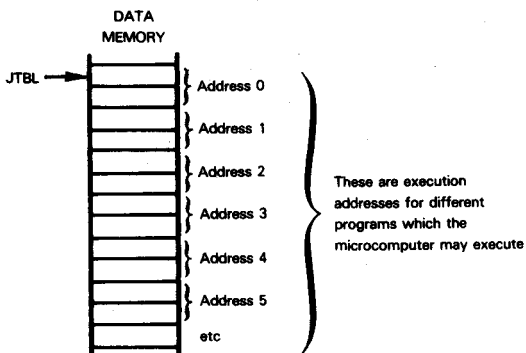 DATA
MEMORY
JTBL
Address 0
Address 1
Address 2
Address 3
Address 4
Address 5
etc
These are execution
addresses for different
programs which the
microcomputer may execute